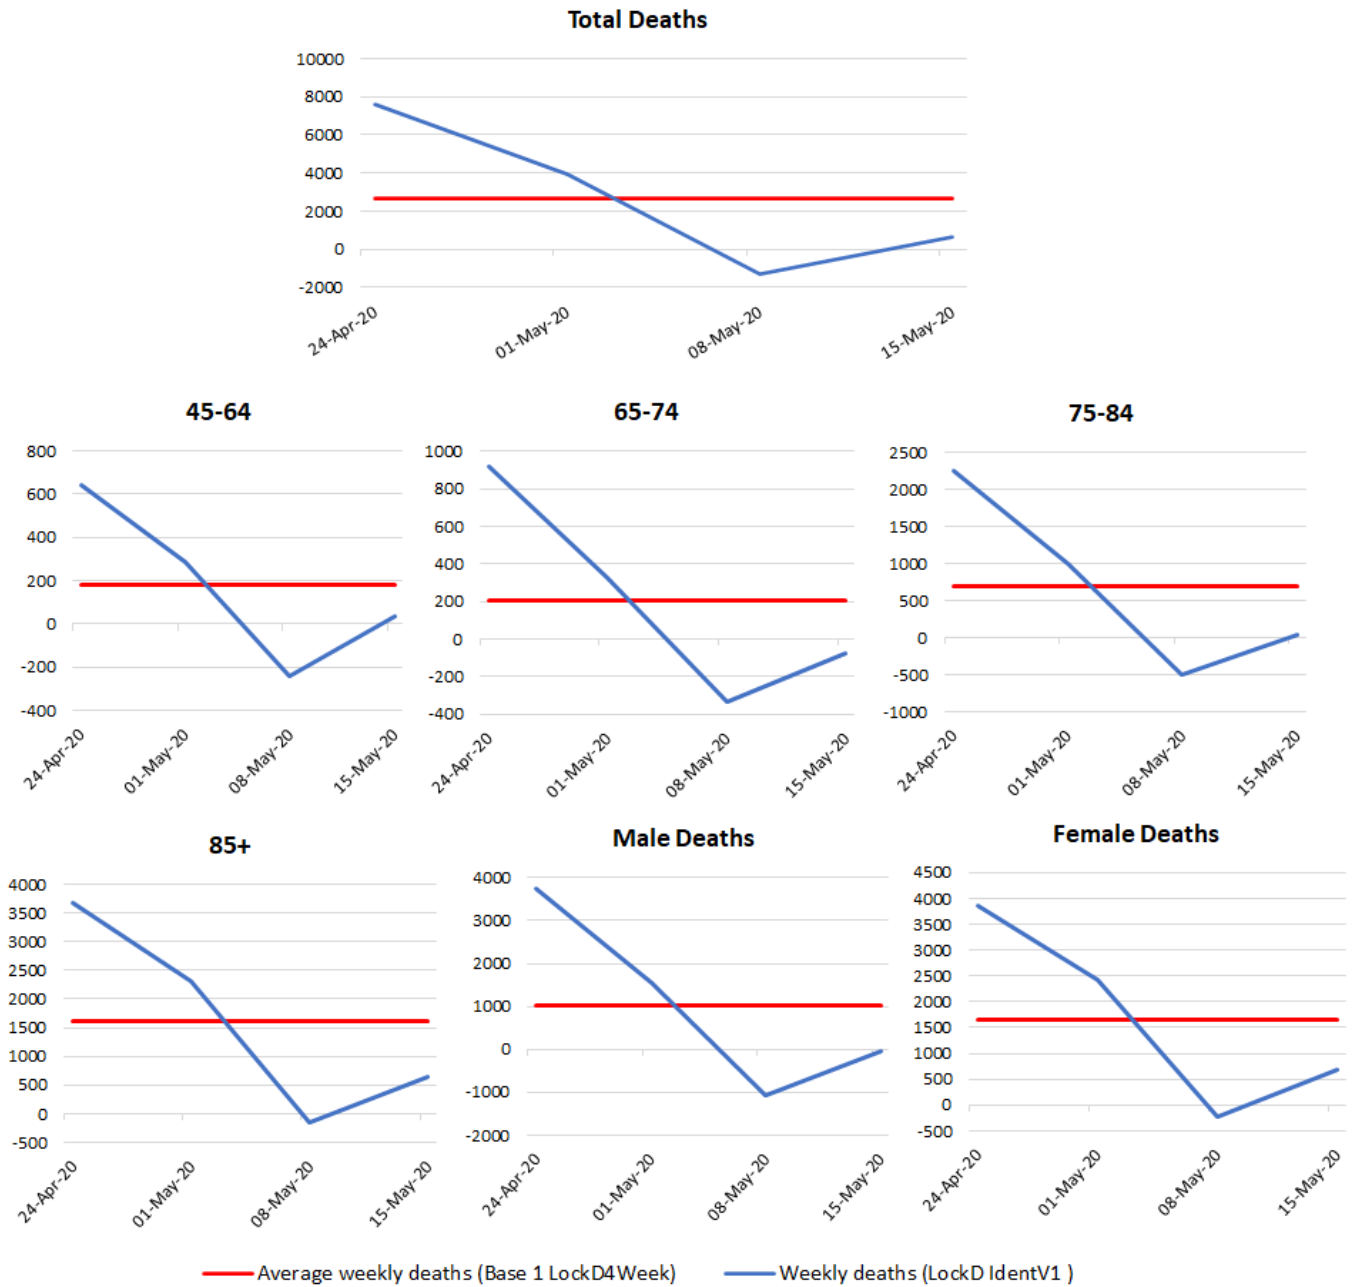 Total Deaths
10000
8000
6000
4000
2000
0
-2000
24-Apr-20
01-May-20
08-May-20
15-May-20
45-64
800
600
400
200
0
-200
-400
24-Apr-20
01-May-20
08-May-20
15-May-20
65-74
1000
800
600
400
200
0
-200
-400
24-Apr-20
01-May-20
08-May-20
15-May-20
75-84
2500
2000
1500
1000
500
0
-500
-1000
24-Apr-20
01-May-20
08-May-20
15-May-20
85+
4000
3500
3000
2500
2000
1500
1000
500
0
-500
24-Apr-20
01-May-20
08-May-20
15-May-20
Male Deaths
4000
3000
2000
1000
0
-1000
-2000
24-Apr-20
01-May-20
08-May-20
15-May-20
Female Deaths
4500
4000
3500
3000
2500
2000
1500
1000
500
0
-500
24-Apr-20
01-May-20
08-May-20
15-May-20
Average weekly deaths (Base 1 LockD4Week)
Weekly deaths (LockD IdentV1 )